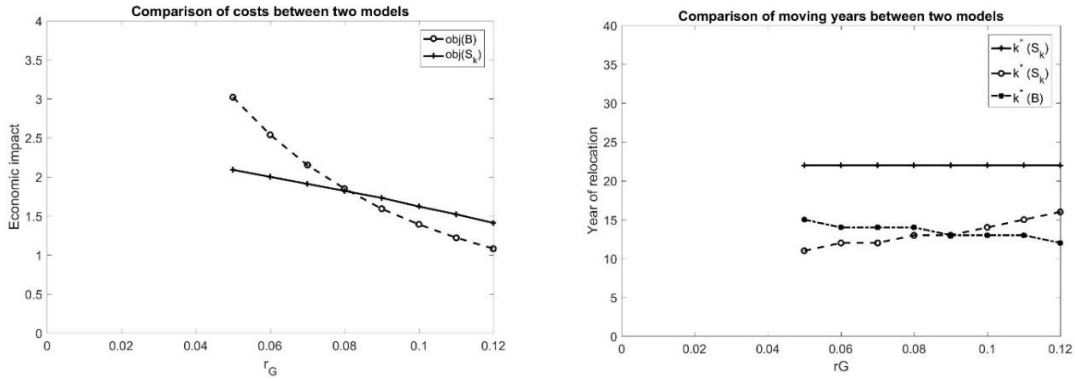 Comparison of costs between two models
4
3.5
3
2.5
2
1.5
1
0.5
0
Economic impact
obj(B)
obj(S_k)
0 0.02 0.04 0.06 0.08 0.1 0.12
r_G
Comparison of moving years between two models
40
35
30
25
20
15
10
5
0
Year of relocation
k° (S_k)
k* (S_k)
k* (B)
0 0.02 0.04 0.06 0.08 0.1 0.12
rG